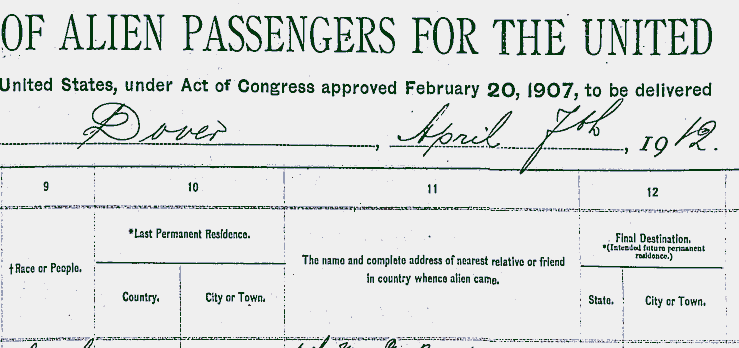 OF ALIEN PASSENGERS FOR THE UNITED
United States, under Act of Congress approved February 20, 1907, to be delivered
Dover, April 7th, 1912.
9 10 11 12
†Race or People.
*Last Permanent Residence.
Country. City or Town.
The name and complete address of nearest relative or friend
in country whence alien came.
Final Destination.
*(Intended future permanent
residence.)
State. City or Town.